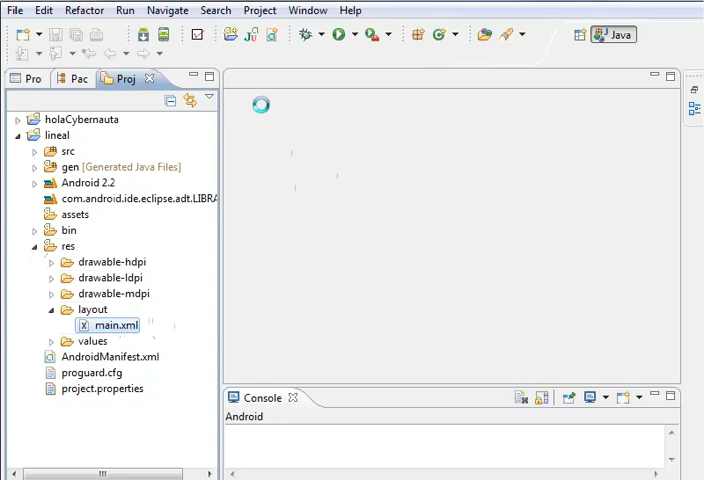 File Edit Refactor Run Navigate Search Project Window Help
Java
Pro Pac Proj
holaCybernauta
lineal
src
gen [Generated Java Files]
Android 2.2
com.android.ide.eclipse.adt.LIBRA
assets
bin
res
drawable-hdpi
drawable-ldpi
drawable-mdpi
layout
main.xml
values
AndroidManifest.xml
proguard.cfg
project.properties
Console
Android